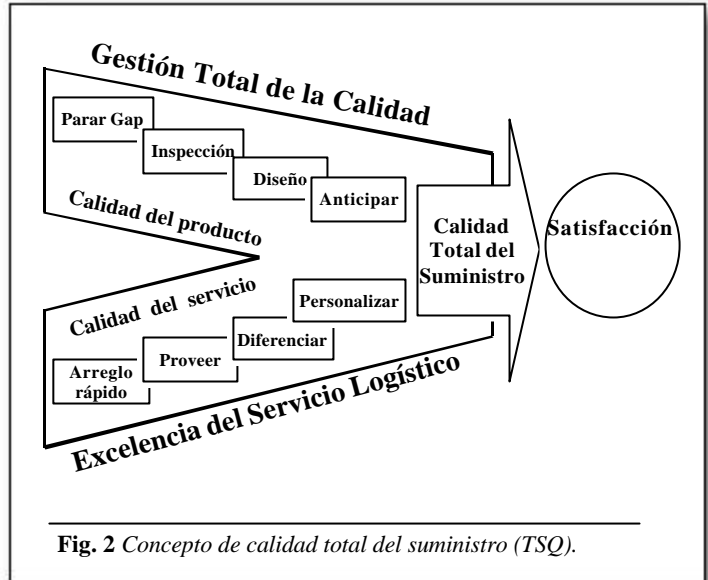 Gestión Total de la Calidad
Parar Gap
Inspección
Diseño
Anticipar
Calidad del producto
Calidad del servicio
Personalizar
Diferenciar
Proveer
Arreglo
rápido
Excelencia del Servicio Logístico
Calidad
Total del
Suministro
Satisfacción
Fig. 2 Concepto de calidad total del suministro (TSQ).